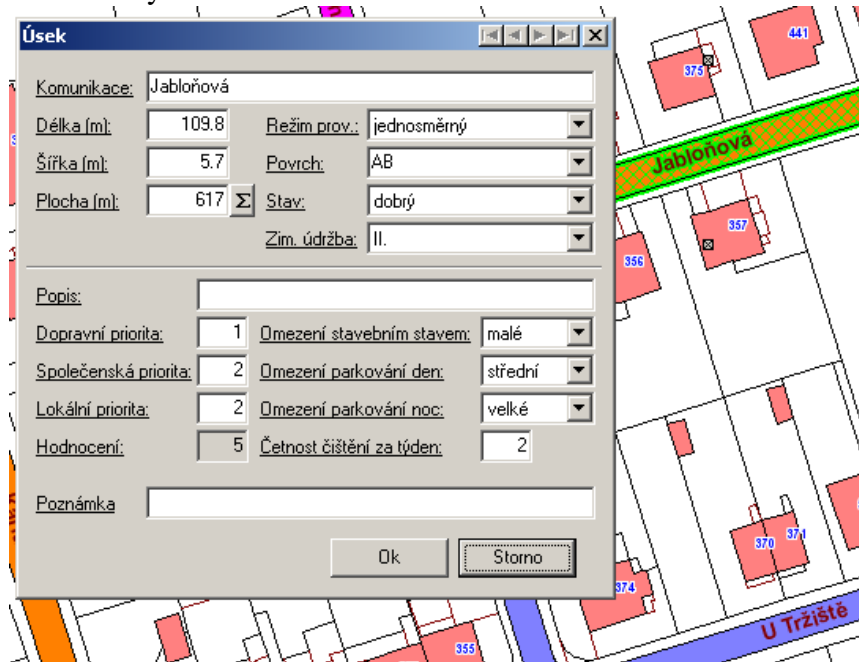 Úsek
Komunikace: Jabloňová
Délka (m): 109.8 Režim prov.: jednosměrný
Šířka (m): 5.7 Povrch: AB
Plocha (m): 617 Σ Stav: dobrý
Zim. údržba: II.
Popis:
Dopravní priorita: 1 Omezení stavebním stavem: malé
Společenská priorita: 2 Omezení parkování den: střední
Lokální priorita: 2 Omezení parkování noc: velké
Hodnocení: 5 Četnost čištění za týden: 2
Poznámka
Ok Storno
441
375
Jabloňová
357
356
370 371
374
U Tržiště
355